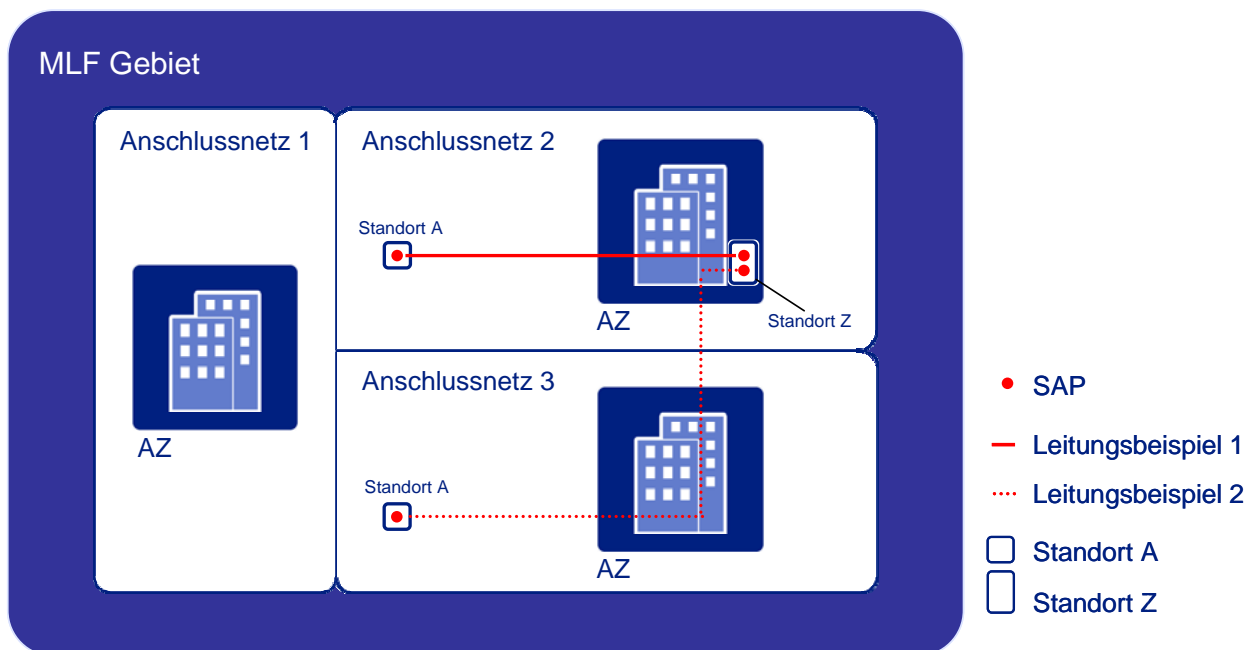 MLF Gebiet
Anschlussnetz 1
Anschlussnetz 2
Standort A
AZ
Standort Z
AZ
Anschlussnetz 3
Standort A
AZ
SAP
Leitungsbeispiel 1
Leitungsbeispiel 2
Standort A
Standort Z